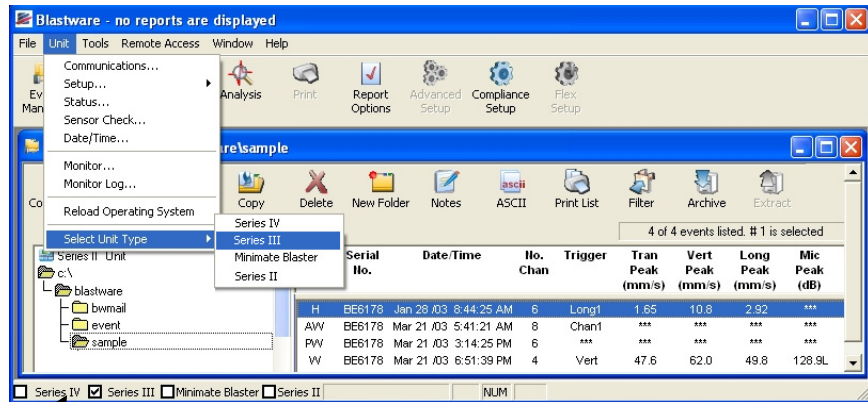 Blastware - no reports are displayed
File Unit Tools Remote Access Window Help
Ev
Man
Analysis
Print
Report Options
Advanced Setup
Compliance Setup
Flex Setup
Communications...
Setup...
Status...
Sensor Check...
Date/Time...
Monitor...
Monitor Log...
Reload Operating System
Select Unit Type
Series IV
Series III
Minimate Blaster
Series II
re\sample
Co
Copy
Delete
New Folder
Notes
ascii
ASCII
Print List
Filter
Archive
Extract
4 of 4 events listed. # 1 is selected
Series II Unit
c:\
blastware
bwmail
event
sample
Serial No. Date/Time No. Chan Trigger Tran Peak (mm/s) Vert Peak (mm/s) Long Peak (mm/s) Mic Peak (dB)
H BE6178 Jan 28 /03 8:44:25 AM 6 Long1 1.65 10.8 2.92 ***
AW BE6178 Mar 21 /03 5:41:21 AM 8 Chan1 *** *** *** ***
PW BE6178 Mar 21 /03 3:14:25 PM 6 *** *** *** *** ***
W BE6178 Mar 21 /03 6:51:39 PM 4 Vert 47.6 62.0 49.8 128.9L
Series IV Series III Minimate Blaster Series II NUM